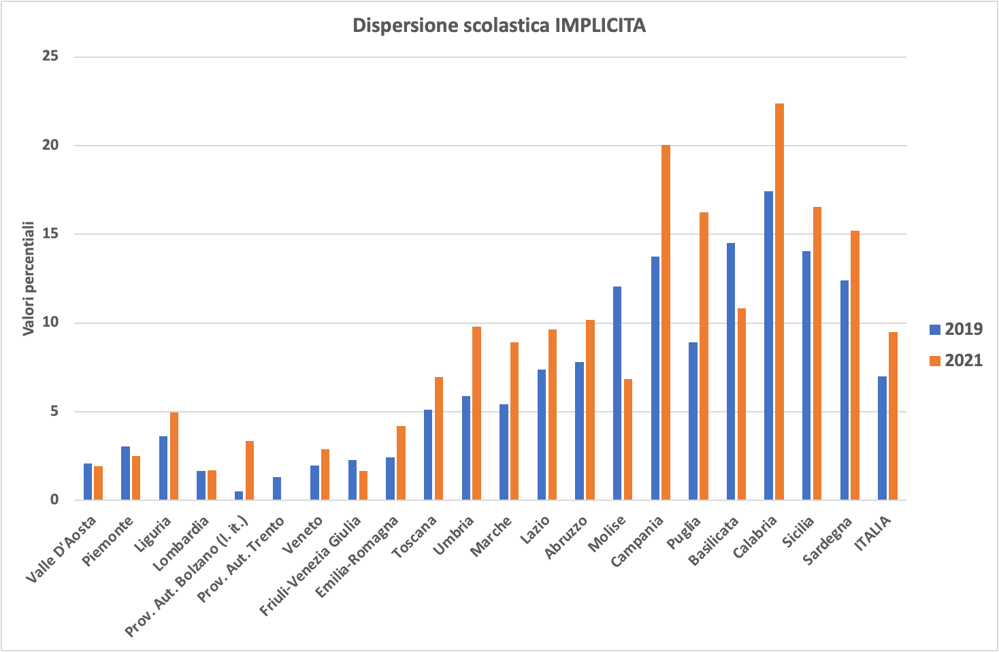 Dispersione scolastica IMPLICITA
25
20
15
10
5
0
Valori percentiali
Valle D'Aosta
Piemonte
Liguria
Lombardia
Prov. Aut. Bolzano (l. it.)
Prov. Aut. Trento
Veneto
Friuli-Venezia Giulia
Emilia-Romagna
Toscana
Umbria
Marche
Lazio
Abruzzo
Molise
Campania
Puglia
Basilicata
Calabria
Sicilia
Sardegna
ITALIA
2019
2021